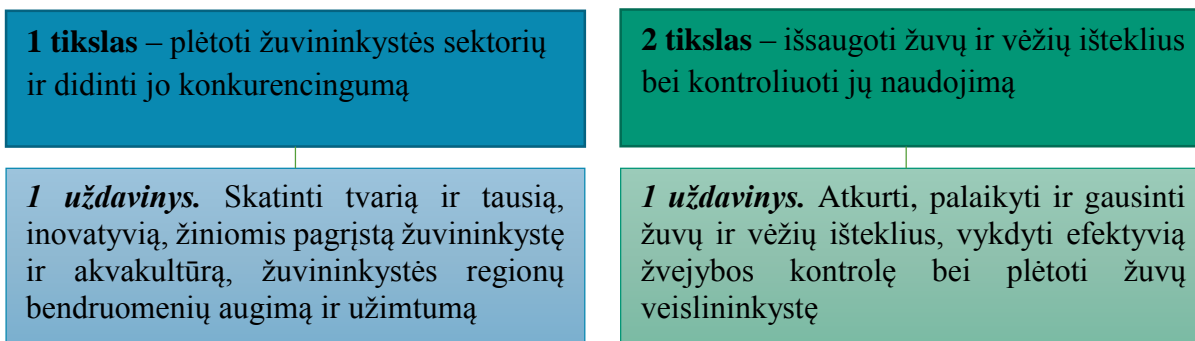 1 tikslas – plėtoti žuvininkystės sektorių
ir didinti jo konkurencingumą
1 uždavinys. Skatinti tvarią ir tausią,
inovatyvią, žiniomis pagrįstą žuvininkystę
ir akvakultūrą, žuvininkystės regionų
bendruomenių augimą ir užimtumą
2 tikslas – išsaugoti žuvų ir vėžių išteklius
bei kontroliuoti jų naudojimą
1 uždavinys. Atkurti, palaikyti ir gausinti
žuvų ir vėžių išteklius, vykdyti efektyvią
žvejybos kontrolę bei plėtoti žuvų
veislininkystę